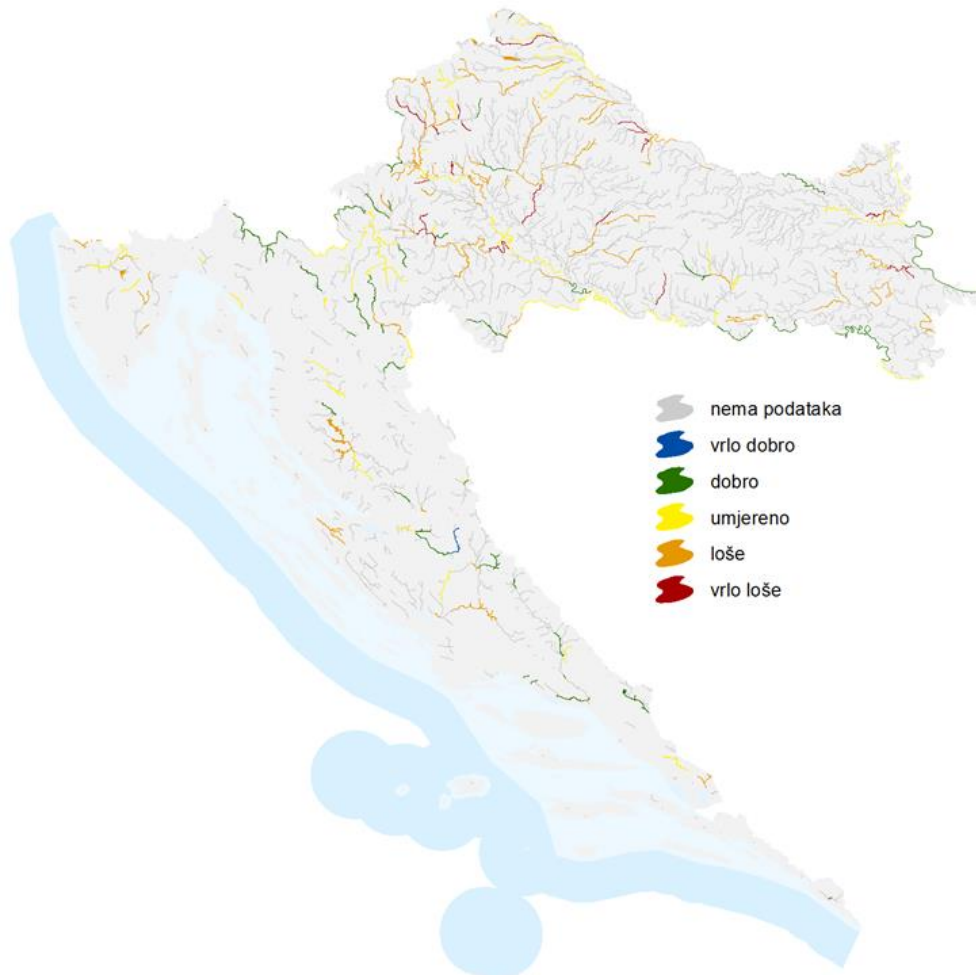 nema podataka
vrlo dobro
dobro
umjereno
loše
vrlo loše